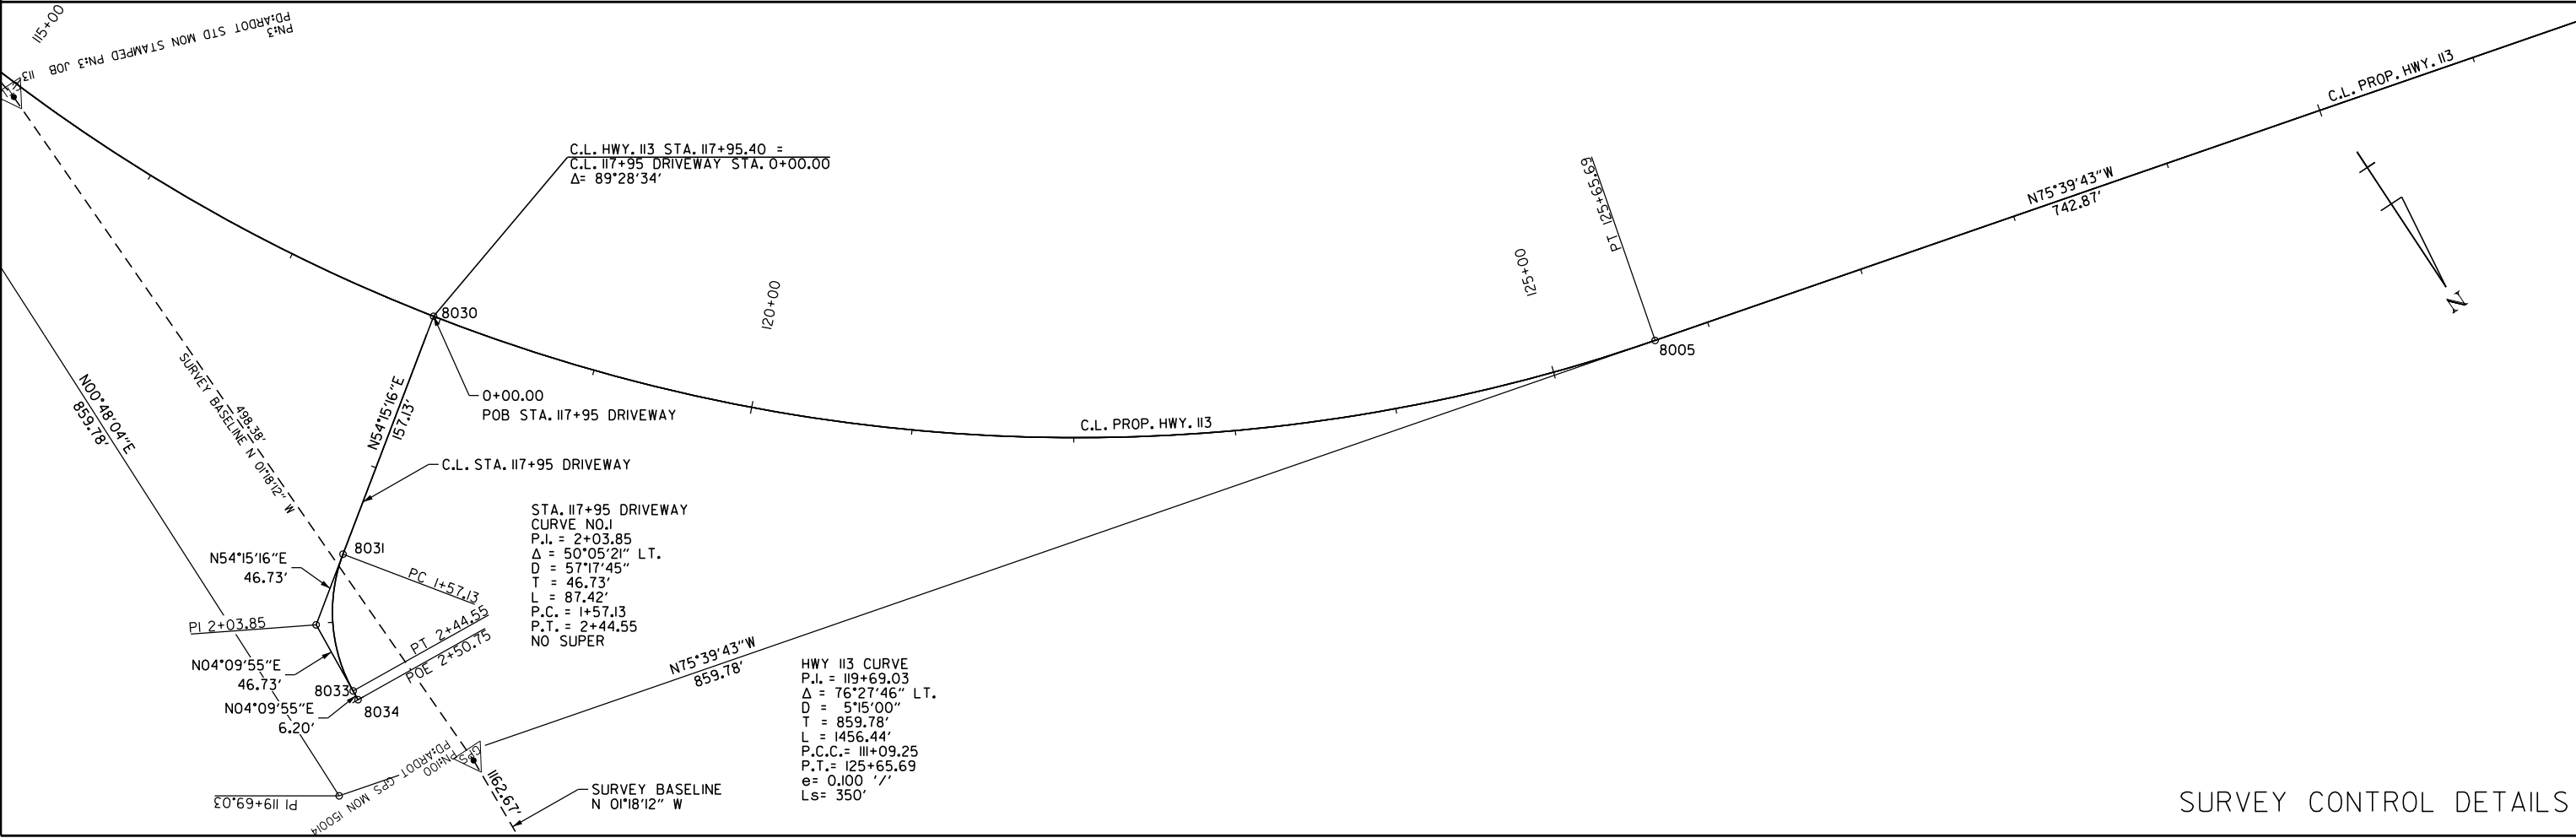 115+00
PN:3
PD:ARDOT STD MON STAMPED PN:3 JOB 113
C.L. PROP. HWY. 113
C.L. HWY. 113 STA. 117+95.40 =
C.L. 117+95 DRIVEWAY STA. 0+00.00
Δ= 89°28'34'
PT 125+65.69
N75°39'43"W
742.87'
125+00
120+00
N
8030
8005
0+00.00
POB STA. 117+95 DRIVEWAY
C.L. PROP. HWY. 113
N00°48'04"E
859.78'
498.38'
SURVEY BASELINE N 01°18'12" W
N54°15'16"E
157.13'
C.L. STA. 117+95 DRIVEWAY
STA. 117+95 DRIVEWAY
CURVE NO.1
P.I. = 2+03.85
Δ = 50°05'21" LT.
D = 57°17'45"
T = 46.73'
L = 87.42'
P.C. = 1+57.13
P.T. = 2+44.55
NO SUPER
8031
N54°15'16"E
46.73'
PC 1+57.13
PI 2+03.85
PT 2+44.55
POE 2+50.75
N04°09'55"E
46.73'
8033
N04°09'55"E
6.20'
8034
N75°39'43"W
859.78'
HWY 113 CURVE
P.I. = 119+69.03
Δ = 76°27'46" LT.
D = 5°15'00"
T = 859.78'
L = 1456.44'
P.C.C.= 111+09.25
P.T.= 125+65.69
e= 0.100 '/'
Ls= 350'
GPS
PN:100
PD:ARDOT GPS MON 150014
PI 119+69.03
1162.67'
SURVEY BASELINE
N 01°18'12" W
SURVEY CONTROL DETAILS